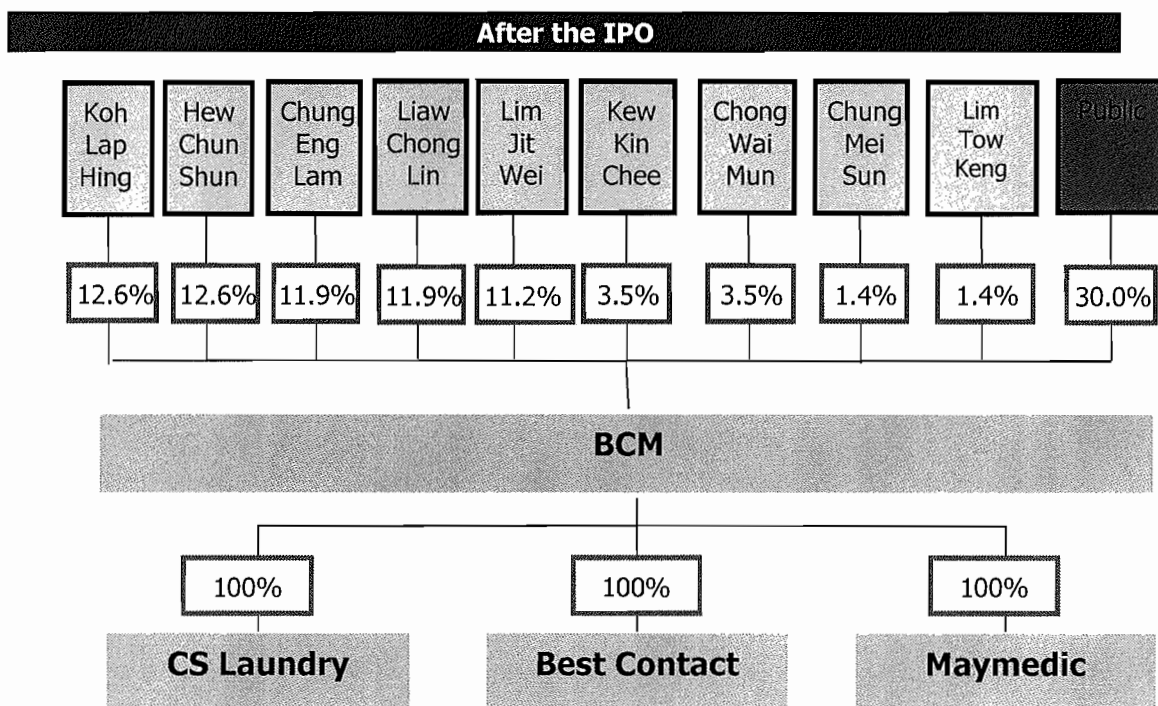 After the IPO
Koh
Lap
Hing
Hew
Chun
Shun
Chung
Eng
Lam
Liaw
Chong
Lin
Lim
Jit
Wei
Kew
Kin
Chee
Chong
Wai
Mun
Chung
Mei
Sun
Lim
Tow
Keng
Public
12.6%
12.6%
11.9%
11.9%
11.2%
3.5%
3.5%
1.4%
1.4%
30.0%
BCM
100%
100%
100%
CS Laundry
Best Contact
Maymedic